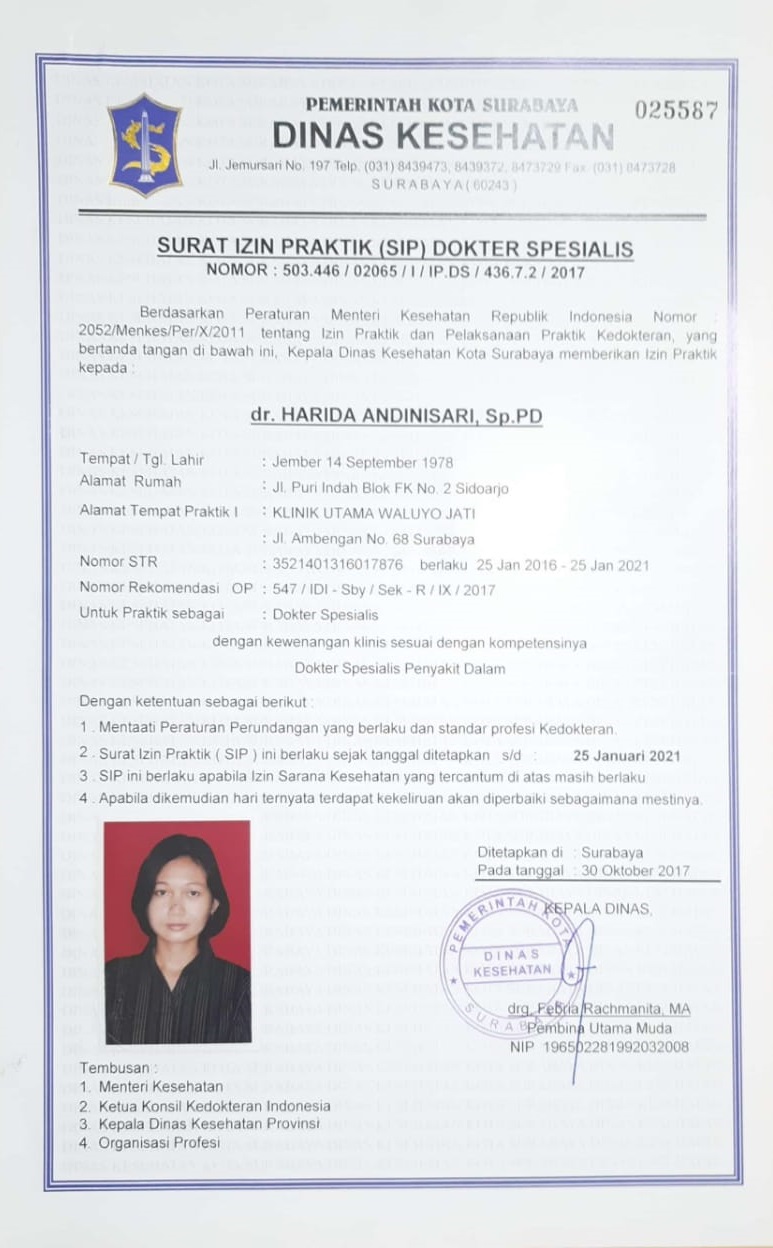 PEMERINTAH KOTA SURABAYA
025587
DINAS KESEHATAN
Jl. Jemursari No. 197 Telp. (031) 8439473, 8439372, 8473729 Fax. (031) 8473728
SURABAYA ( 60243 )
SURAT IZIN PRAKTIK (SIP) DOKTER SPESIALIS
NOMOR : 503.446 / 02065 / I / IP.DS / 436.7.2 / 2017
Berdasarkan Peraturan Menteri Kesehatan Republik Indonesia Nomor :
2052/Menkes/Per/X/2011 tentang Izin Praktik dan Pelaksanaan Praktik Kedokteran, yang
bertanda tangan di bawah ini, Kepala Dinas Kesehatan Kota Surabaya memberikan Izin Praktik
kepada :
dr. HARIDA ANDINISARI, Sp.PD
Tempat / Tgl. Lahir : Jember 14 September 1978
Alamat Rumah : Jl. Puri Indah Blok FK No. 2 Sidoarjo
Alamat Tempat Praktik I : KLINIK UTAMA WALUYO JATI
: Jl. Ambengan No. 68 Surabaya
Nomor STR : 3521401316017876 berlaku 25 Jan 2016 - 25 Jan 2021
Nomor Rekomendasi OP : 547 / IDI - Sby / Sek - R / IX / 2017
Untuk Praktik sebagai : Dokter Spesialis
dengan kewenangan klinis sesuai dengan kompetensinya
Dokter Spesialis Penyakit Dalam
Dengan ketentuan sebagai berikut :
1 . Mentaati Peraturan Perundangan yang berlaku dan standar profesi Kedokteran.
2 . Surat Izin Praktik ( SIP ) ini berlaku sejak tanggal ditetapkan s/d : 25 Januari 2021
3 . SIP ini berlaku apabila Izin Sarana Kesehatan yang tercantum di atas masih berlaku
4 . Apabila dikemudian hari ternyata terdapat kekeliruan akan diperbaiki sebagaimana mestinya.
Ditetapkan di : Surabaya
Pada tanggal : 30 Oktober 2017
KEPALA DINAS,
PEMERINTAH KOTA
DINAS
KESEHATAN
SURABAYA
drg. Febria Rachmanita, MA
Pembina Utama Muda
NIP 196502281992032008
Tembusan :
1. Menteri Kesehatan
2. Ketua Konsil Kedokteran Indonesia
3. Kepala Dinas Kesehatan Provinsi
4. Organisasi Profesi